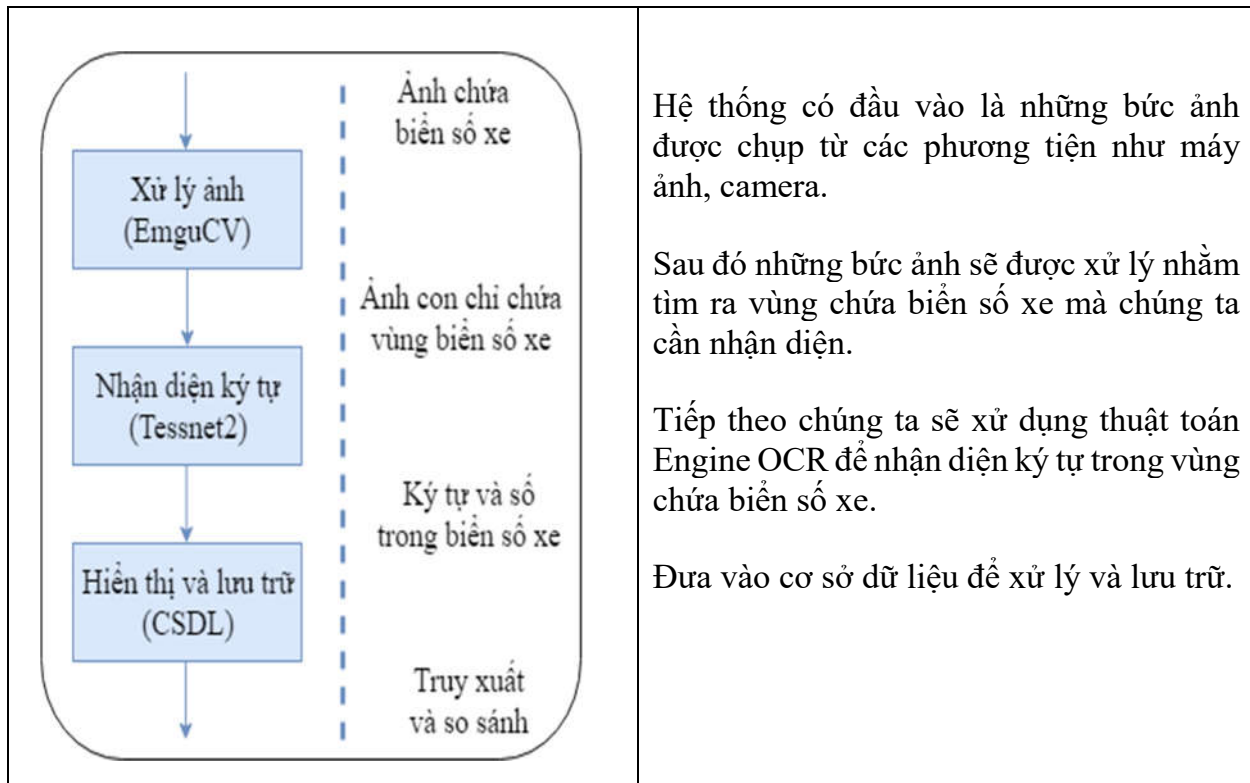 Ảnh chứa
biển số xe
Xử lý ảnh
(EmguCV)
Ảnh con chỉ chứa
vùng biển số xe
Nhận diện ký tự
(Tessnet2)
Ký tự và số
trong biển số xe
Hiển thị và lưu trữ
(CSDL)
Truy xuất
và so sánh
Hệ thống có đầu vào là những bức ảnh
được chụp từ các phương tiện như máy
ảnh, camera.
Sau đó những bức ảnh sẽ được xử lý nhằm
tìm ra vùng chứa biển số xe mà chúng ta
cần nhận diện.
Tiếp theo chúng ta sẽ xử dụng thuật toán
Engine OCR để nhận diện ký tự trong vùng
chứa biển số xe.
Đưa vào cơ sở dữ liệu để xử lý và lưu trữ.